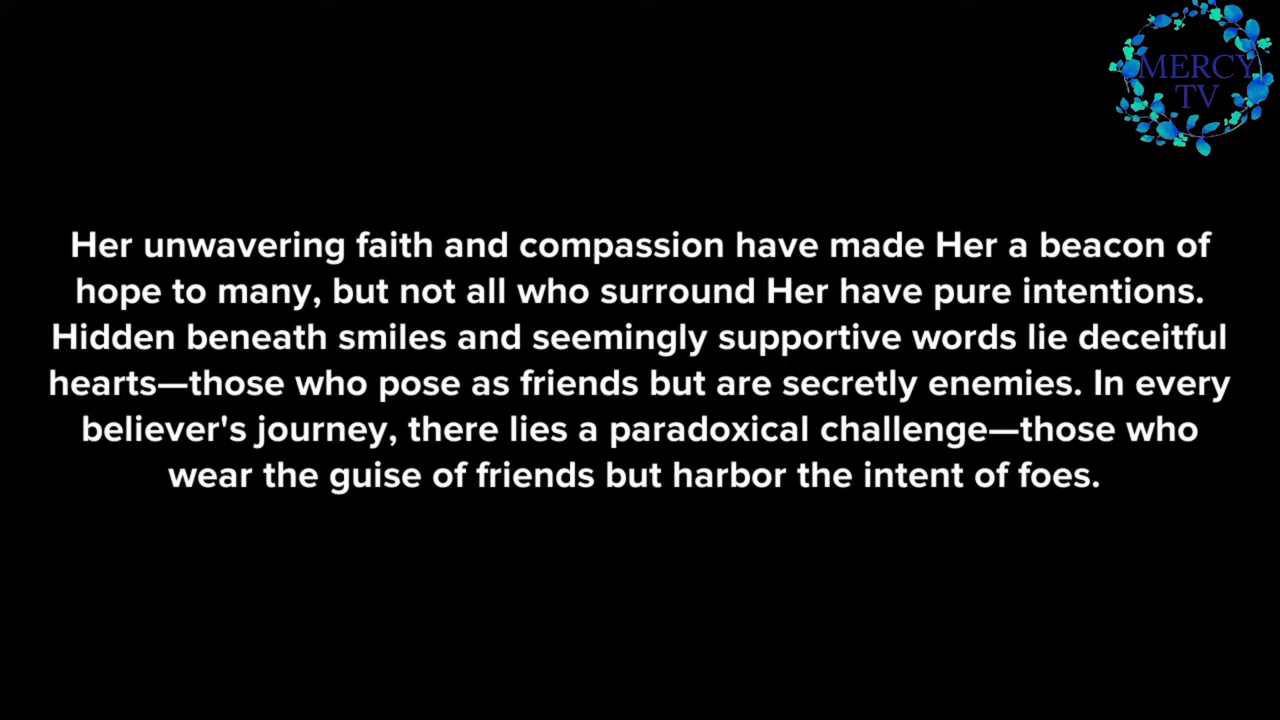 MERCY
TV
Her unwavering faith and compassion have made Her a beacon of
hope to many, but not all who surround Her have pure intentions.
Hidden beneath smiles and seemingly supportive words lie deceitful
hearts—those who pose as friends but are secretly enemies. In every
believer's journey, there lies a paradoxical challenge—those who
wear the guise of friends but harbor the intent of foes.